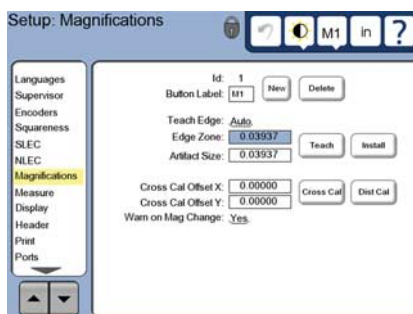 Setup: Magnifications
M1
in
?
Languages
Supervisor
Encoders
Squareness
SLEC
NLEC
Magnifications
Measure
Display
Header
Print
Ports
Id: 1
Button Label: M1 New Delete
Teach Edge: Auto.
Edge Zone: 0.03937
Artifact Size: 0.03937
Teach Install
Cross Cal Offset X: 0.00000
Cross Cal Offset Y: 0.00000
Cross Cal Dist Cal
Warn on Mag Change: Yes.